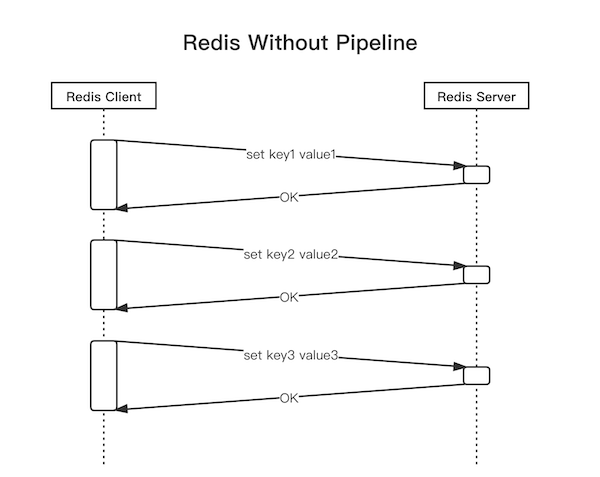 Redis Without Pipeline
Redis Client
Redis Server
set key1 value1
OK
set key2 value2
OK
set key3 value3
OK